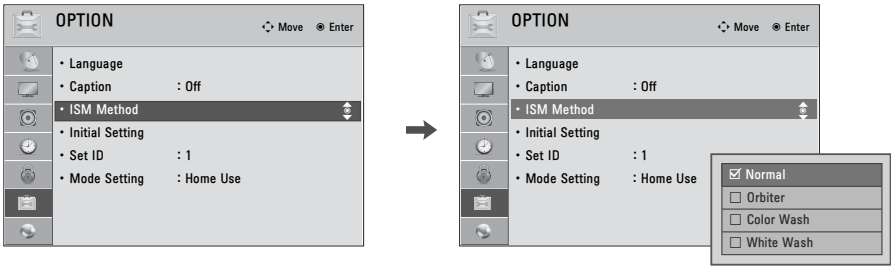 OPTION
Move Enter
• Language
• Caption : Off
• ISM Method
• Initial Setting
• Set ID : 1
• Mode Setting : Home Use
OPTION
Move Enter
• Language
• Caption : Off
• ISM Method
• Initial Setting
• Set ID : 1
• Mode Setting : Home Use
Normal
Orbiter
Color Wash
White Wash